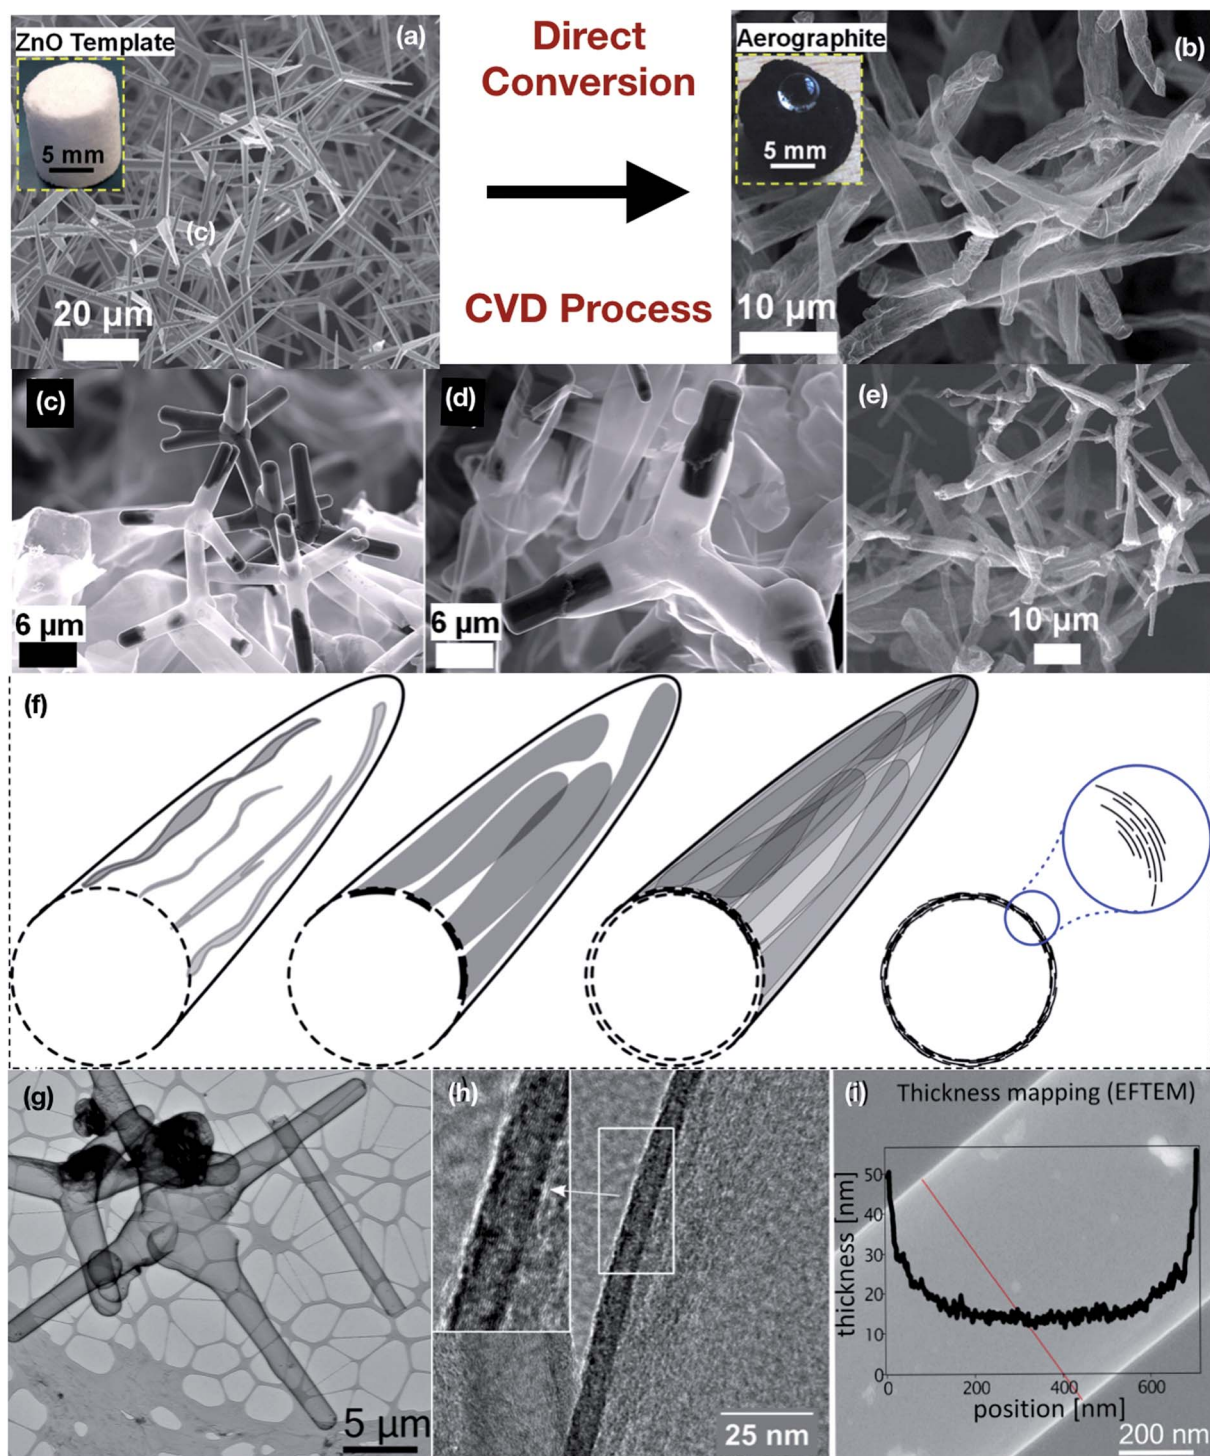 ZnO Template
(a)
5 mm
(c)
20 µm
Direct
Conversion
CVD Process
Aerographite
(b)
5 mm
10 µm
(c)
6 µm
(d)
6 µm
(e)
10 µm
(f)
(g)
5 µm
(h)
25 nm
(i)
Thickness mapping (EFTEM)
thickness [nm]
50
40
30
20
10
0
0
200
400
600
position [nm]
200 nm